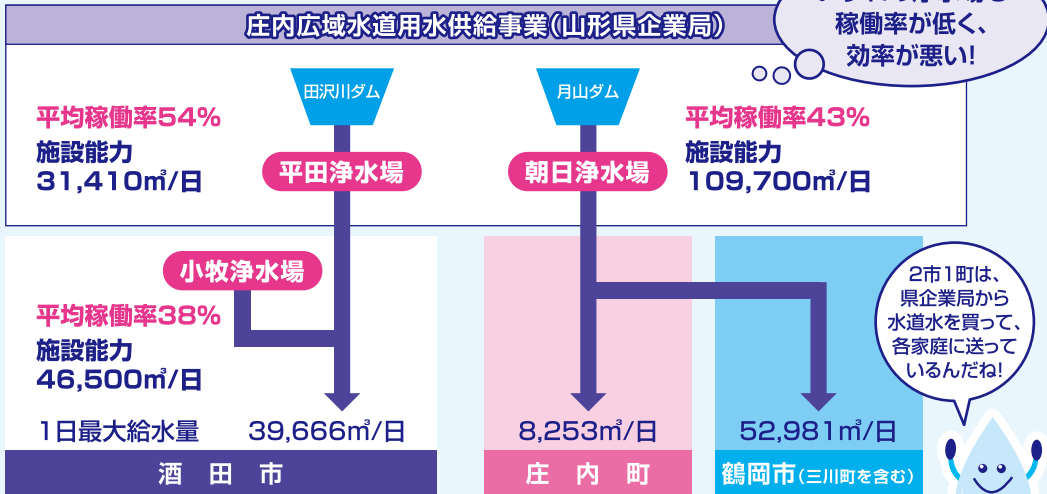 庄内広域水道用水供給事業(山形県企業局)
稼働率が低く、
効率が悪い!
田沢川ダム
月山ダム
平均稼働率54%
施設能力
31,410㎥/日
平田浄水場
朝日浄水場
平均稼働率43%
施設能力
109,700㎥/日
小牧浄水場
平均稼働率38%
施設能力
46,500㎥/日
1日最大給水量 39,666㎥/日
8,253㎥/日
52,981㎥/日
酒田市
庄内町
鶴岡市(三川町を含む)
2市1町は、
県企業局から
水道水を買って、
各家庭に送って
いるんだね!